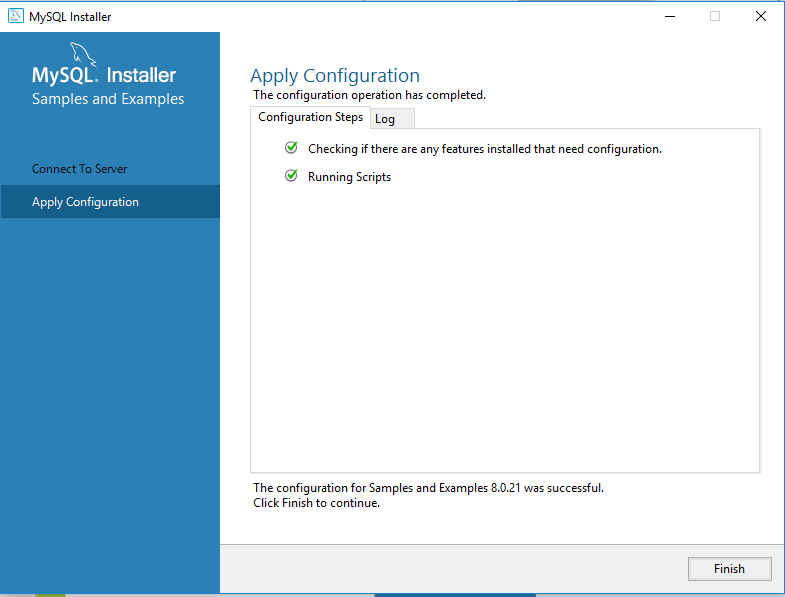 MySQL Installer
MySQL. Installer
Samples and Examples
Connect To Server
Apply Configuration
Apply Configuration
The configuration operation has completed.
Configuration Steps
Log
Checking if there are any features installed that need configuration.
Running Scripts
The configuration for Samples and Examples 8.0.21 was successful.
Click Finish to continue.
Finish